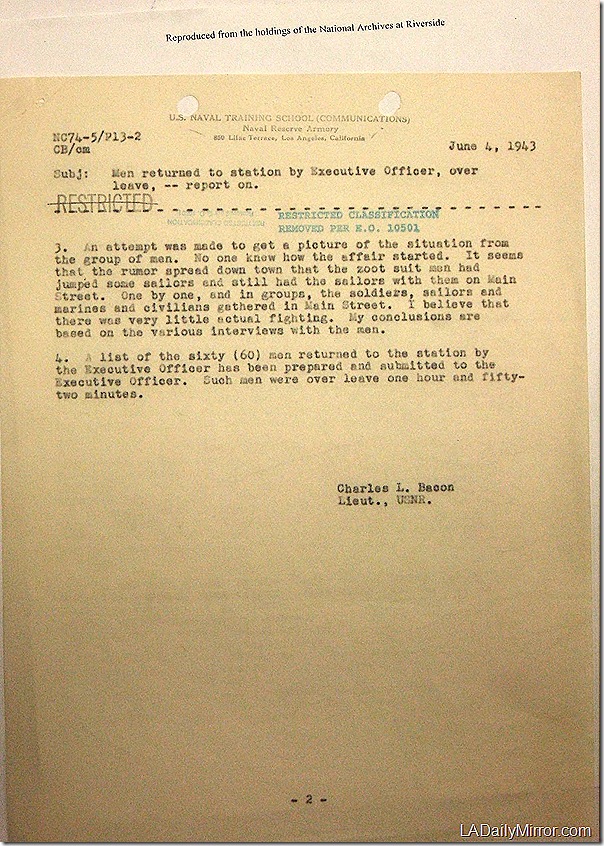 Reproduced from the holdings of the National Archives at Riverside
U.S. NAVAL TRAINING SCHOOL (COMMUNICATIONS)
Naval Reserve Armory
850 Lilac Terrace, Los Angeles, California
NC74-5/P13-2
CB/om
June 4, 1943
Subj: Men returned to station by Executive Officer, over
leave, -- report on.
RESTRICTED
RESTRICTED CLASSIFICATION
REMOVED PER E.O. 10501
3. An attempt was made to get a picture of the situation from
the group of men. No one knew how the affair started. It seems
that the rumor spread down town that the zoot suit men had
jumped some sailors and still had the sailors with them on Main
Street. One by one, and in groups, the soldiers, sailors and
marines and civilians gathered in Main Street. I believe that
there was very little actual fighting. My conclusions are
based on the various interviews with the men.
4. A list of the sixty (60) men returned to the station by
the Executive Officer has been prepared and submitted to the
Executive Officer. Such men were over leave one hour and fifty-
two minutes.
Charles L. Bacon
Lieut., USNR.
- 2 -
LADailyMirror.com